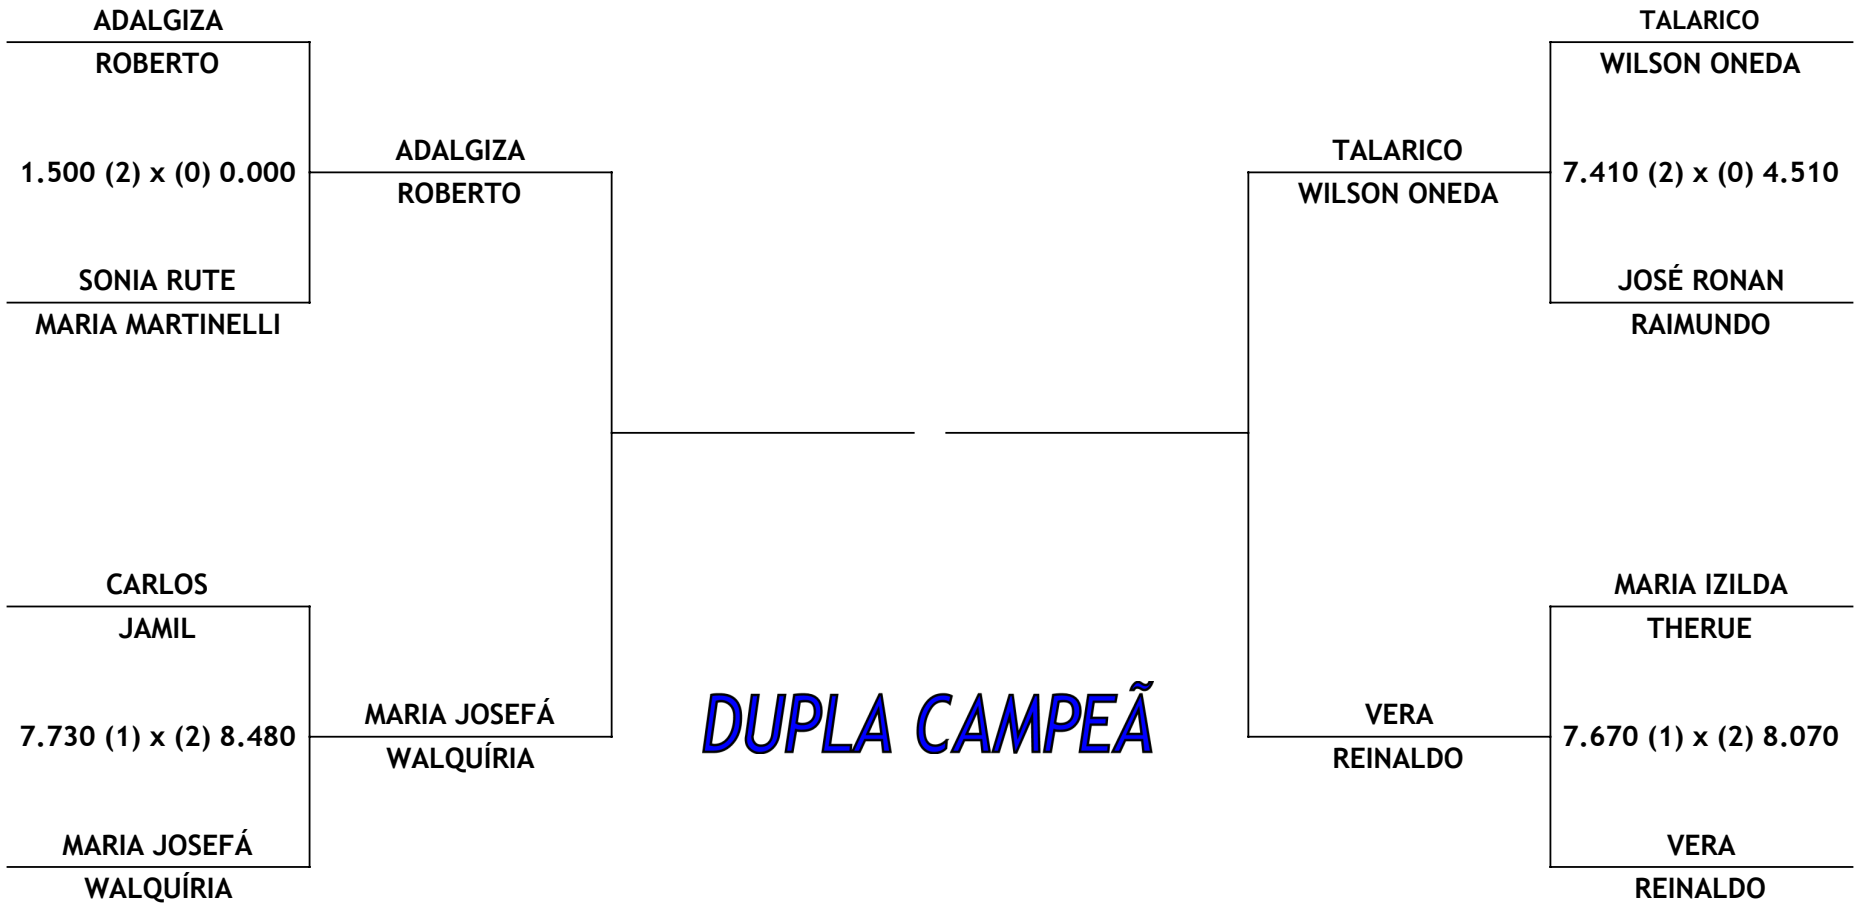 ADALGIZA
ROBERTO
1.500 (2) x (0) 0.000
SONIA RUTE
MARIA MARTINELLI
ADALGIZA
ROBERTO
CARLOS
JAMIL
7.730 (1) x (2) 8.480
MARIA JOSEFÁ
WALQUÍRIA
MARIA JOSEFÁ
WALQUÍRIA
DUPLA CAMPEÃ
TALARICO
WILSON ONEDA
TALARICO
WILSON ONEDA
7.410 (2) x (0) 4.510
JOSÉ RONAN
RAIMUNDO
VERA
REINALDO
MARIA IZILDA
THERUE
7.670 (1) x (2) 8.070
VERA
REINALDO